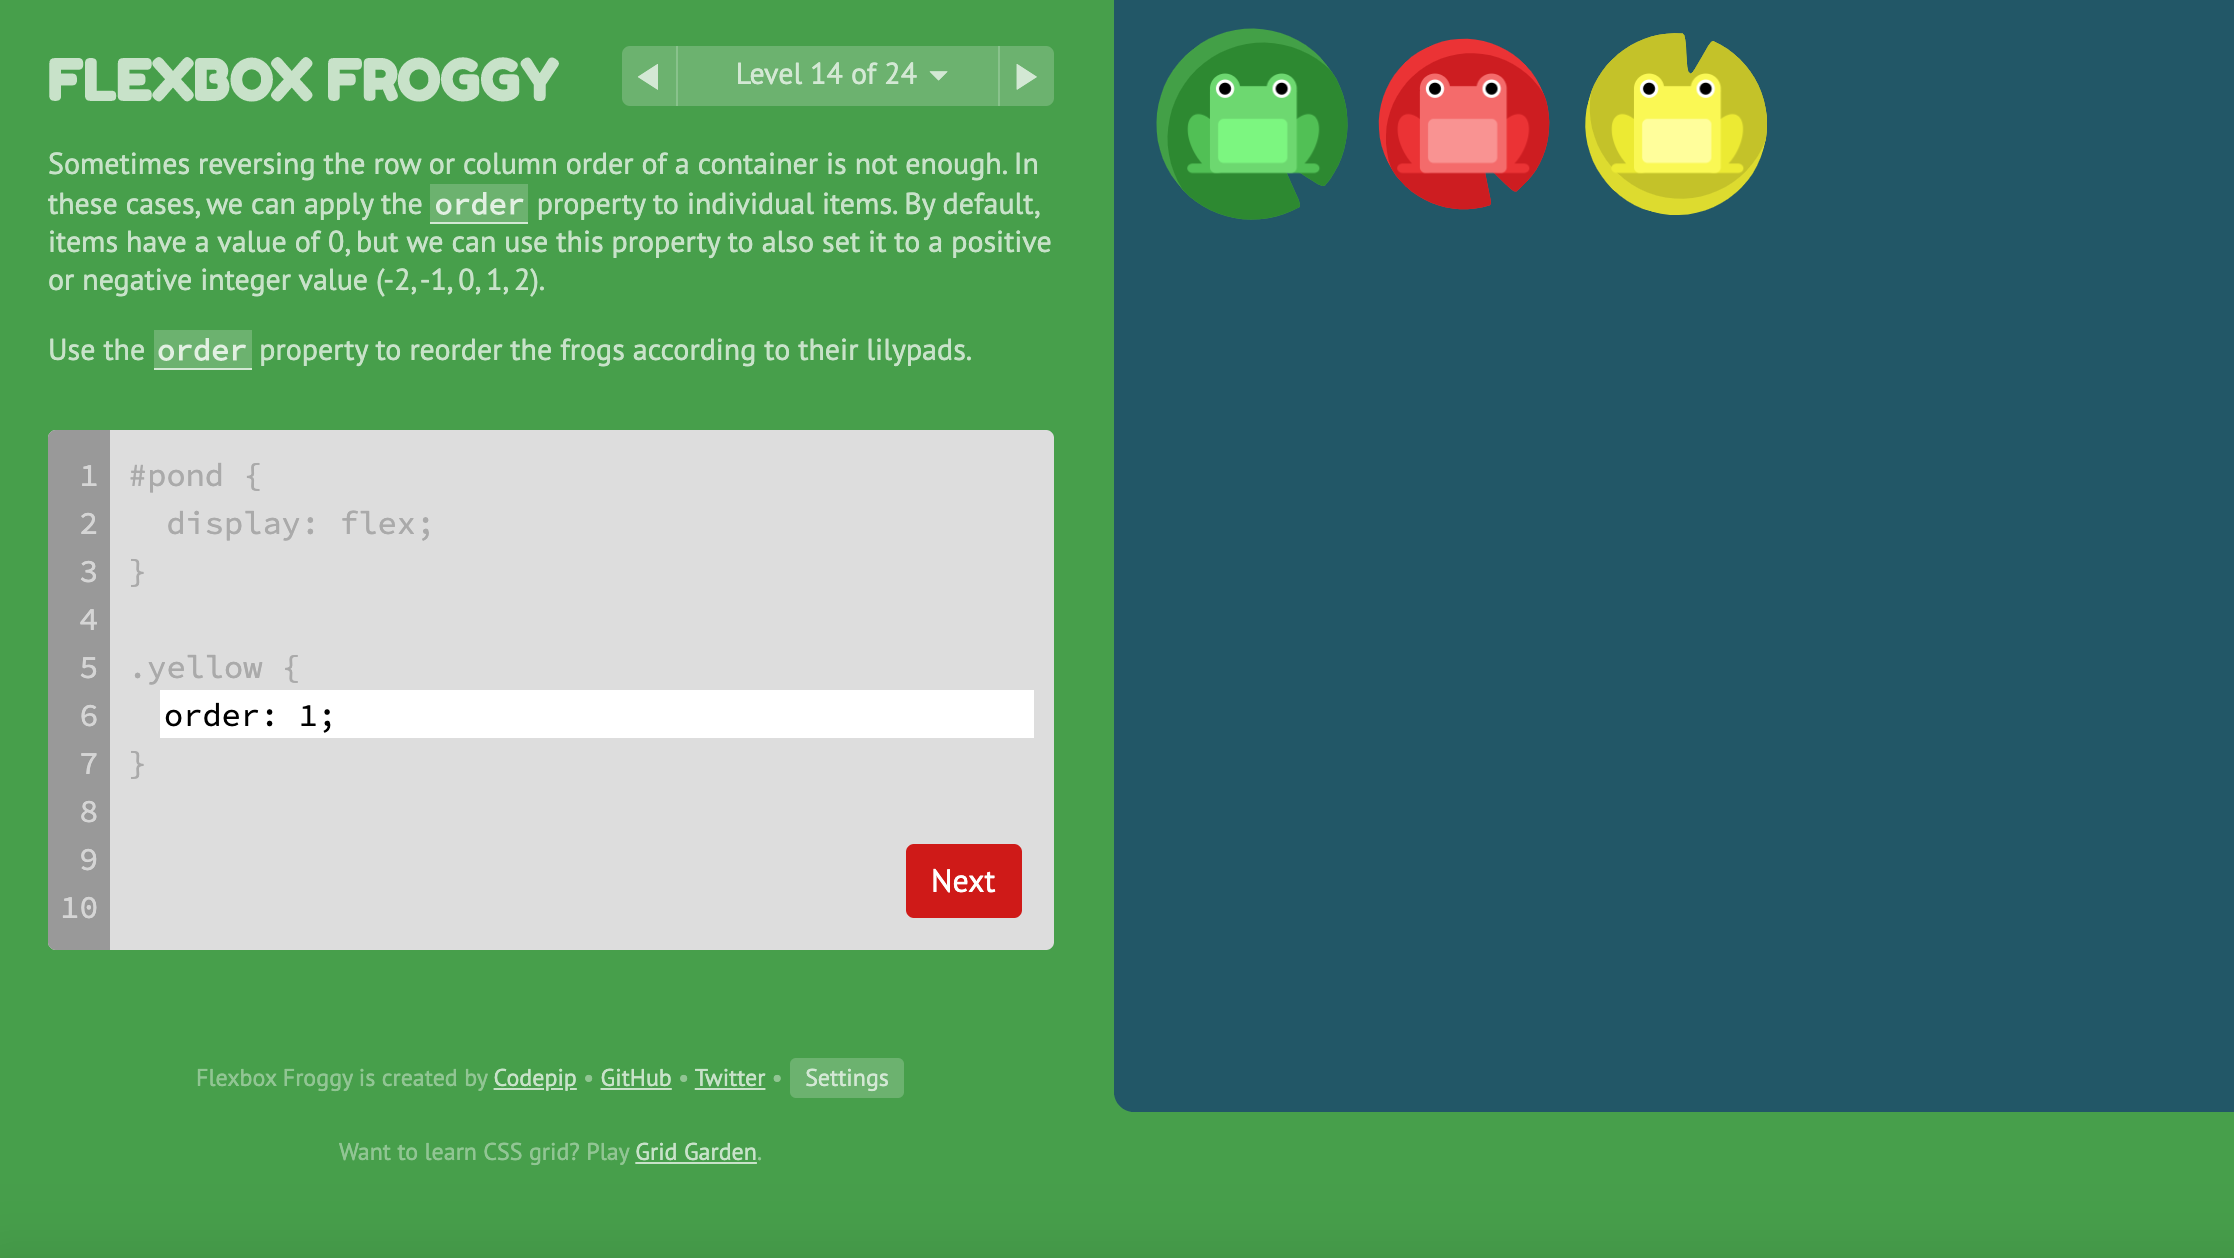 FLEXBOX FROGGY
Level 14 of 24
Sometimes reversing the row or column order of a container is not enough. In
these cases, we can apply the order property to individual items. By default,
items have a value of 0, but we can use this property to also set it to a positive
or negative integer value (-2, -1, 0, 1, 2).
Use the order property to reorder the frogs according to their lilypads.
1 #pond {
2 display: flex;
3 }
4
5 .yellow {
6 order: 1;
7 }
8
9
10
Next
Flexbox Froggy is created by Codepip • GitHub • Twitter • Settings
Want to learn CSS grid? Play Grid Garden.